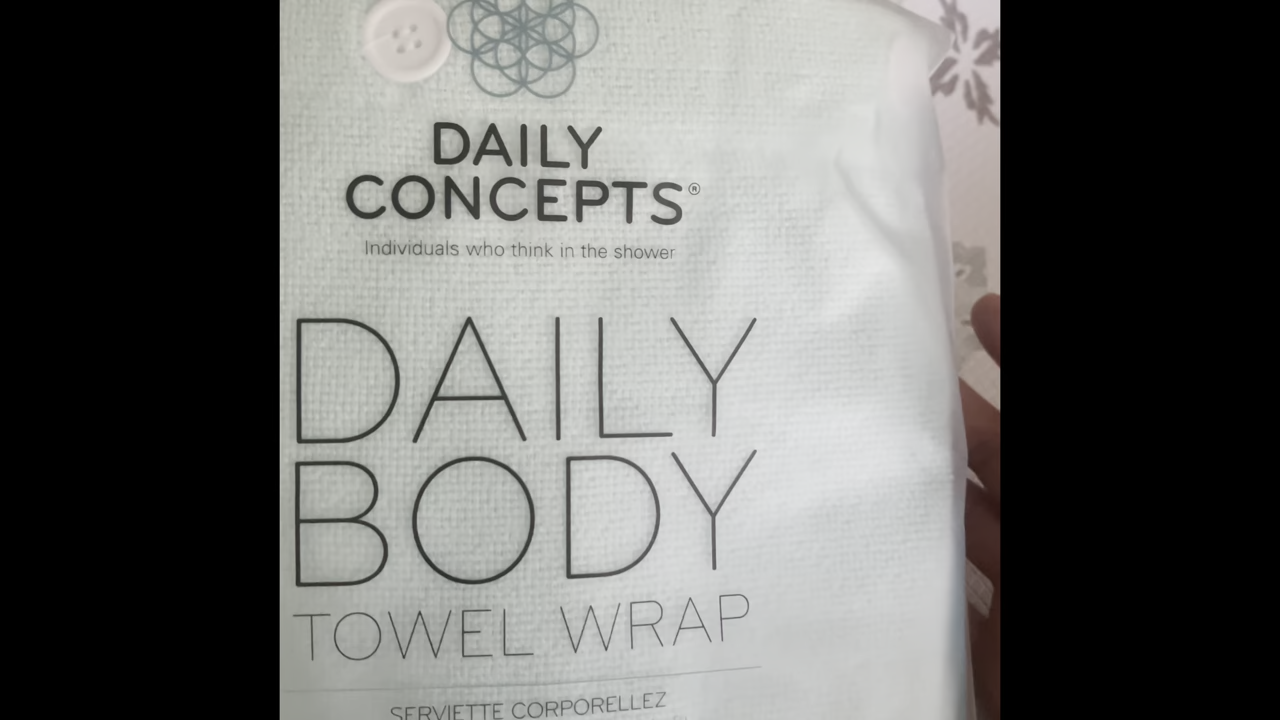 DAILY
CONCEPTS®
Individuals who think in the shower
DAILY
BODY
TOWEL WRAP
SERVIETTE CORPORELLEZ